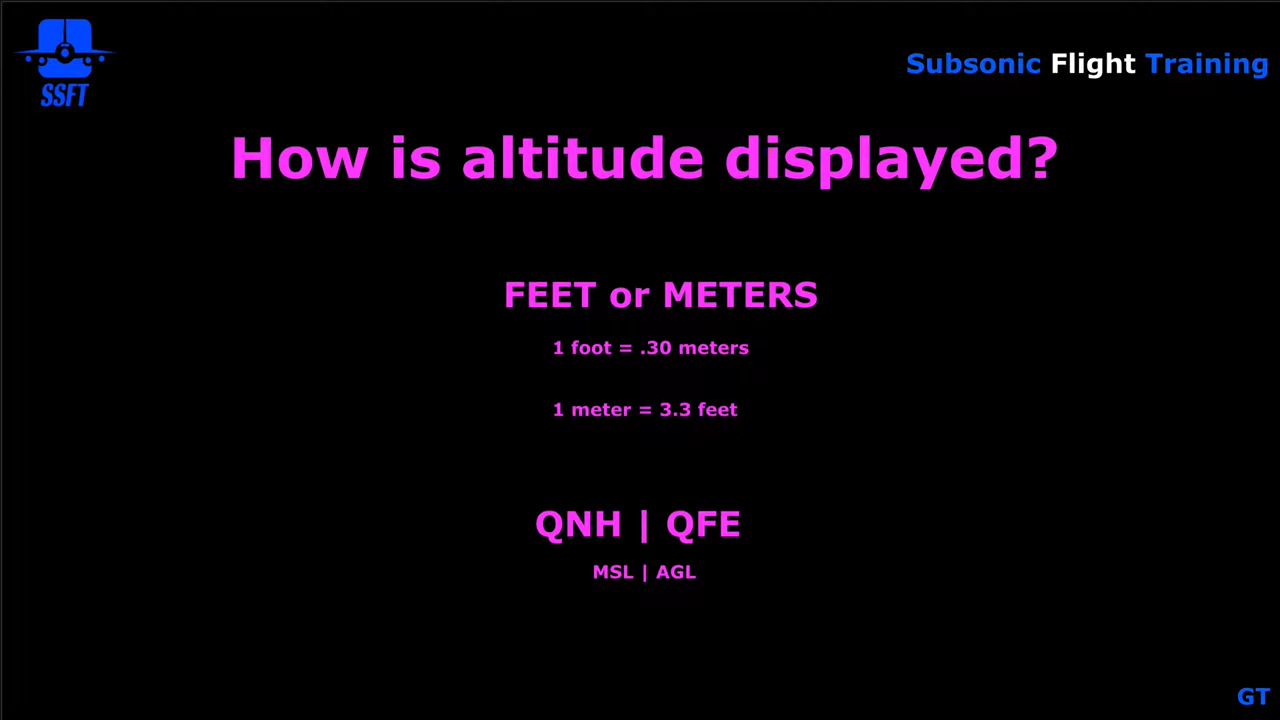 SSFT
Subsonic Flight Training
How is altitude displayed?
FEET or METERS
1 foot = .30 meters
1 meter = 3.3 feet
QNH | QFE
MSL | AGL
GT